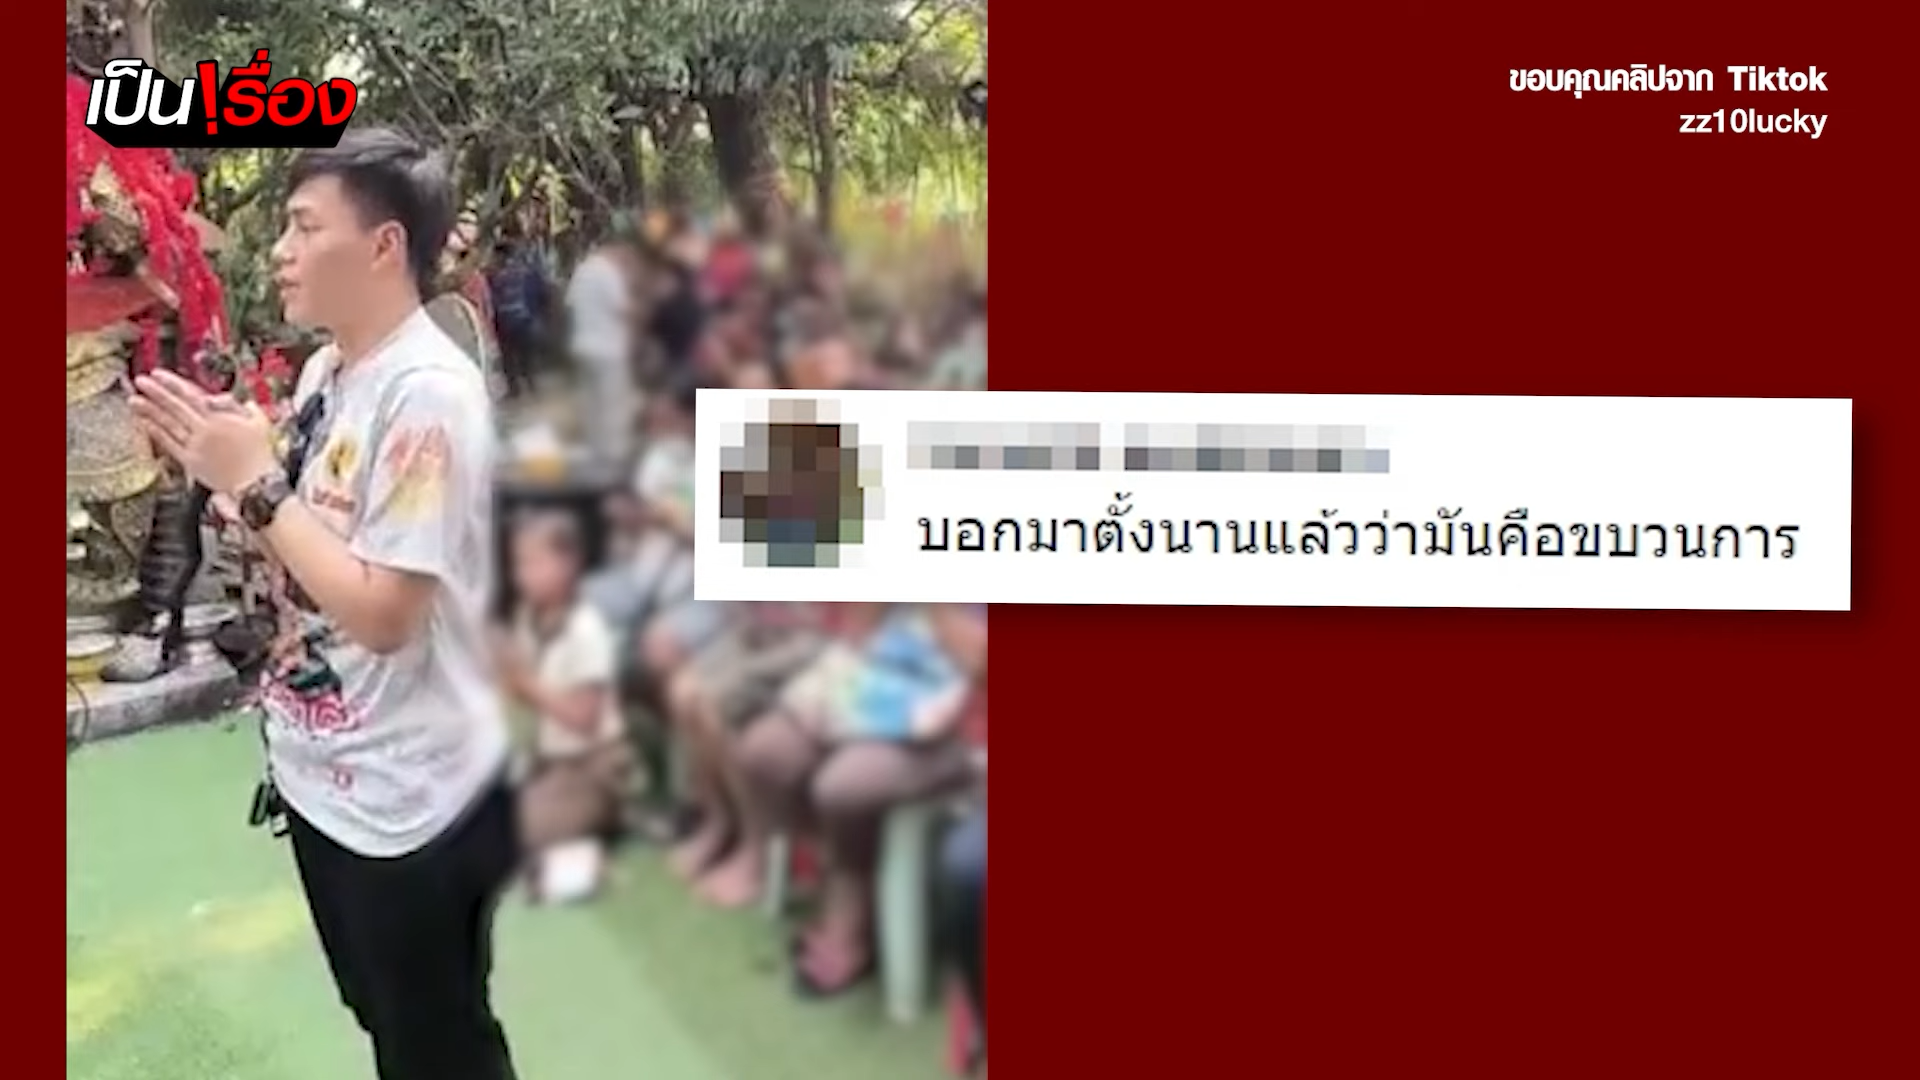 เป็น!รื่อง
ขอบคุณคลิปจาก Tiktok
zz10lucky
บอกมาตั้งนานแล้วว่ามันคือขบวนการ